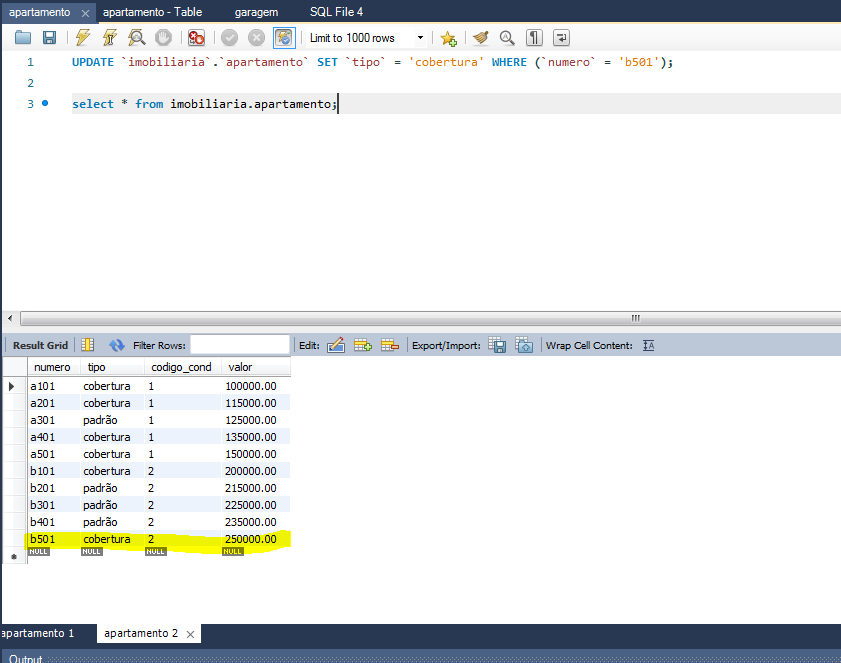 apartamento × apartamento - Table garagem SQL File 4
Limit to 1000 rows
1 UPDATE `imobiliaria`.`apartamento` SET `tipo` = 'cobertura' WHERE (`numero` = 'b501');
2
3 select * from imobiliaria.apartamento;
Result Grid Filter Rows: Edit: Export/Import: Wrap Cell Content:
numero tipo codigo_cond valor
a101 cobertura 1 100000.00
a201 cobertura 1 115000.00
a301 padrão 1 125000.00
a401 cobertura 1 135000.00
a501 cobertura 1 150000.00
b101 cobertura 2 200000.00
b201 padrão 2 215000.00
b301 padrão 2 225000.00
b401 padrão 2 235000.00
b501 cobertura 2 250000.00
NULL NULL NULL NULL
apartamento 1 apartamento 2 ×
Output